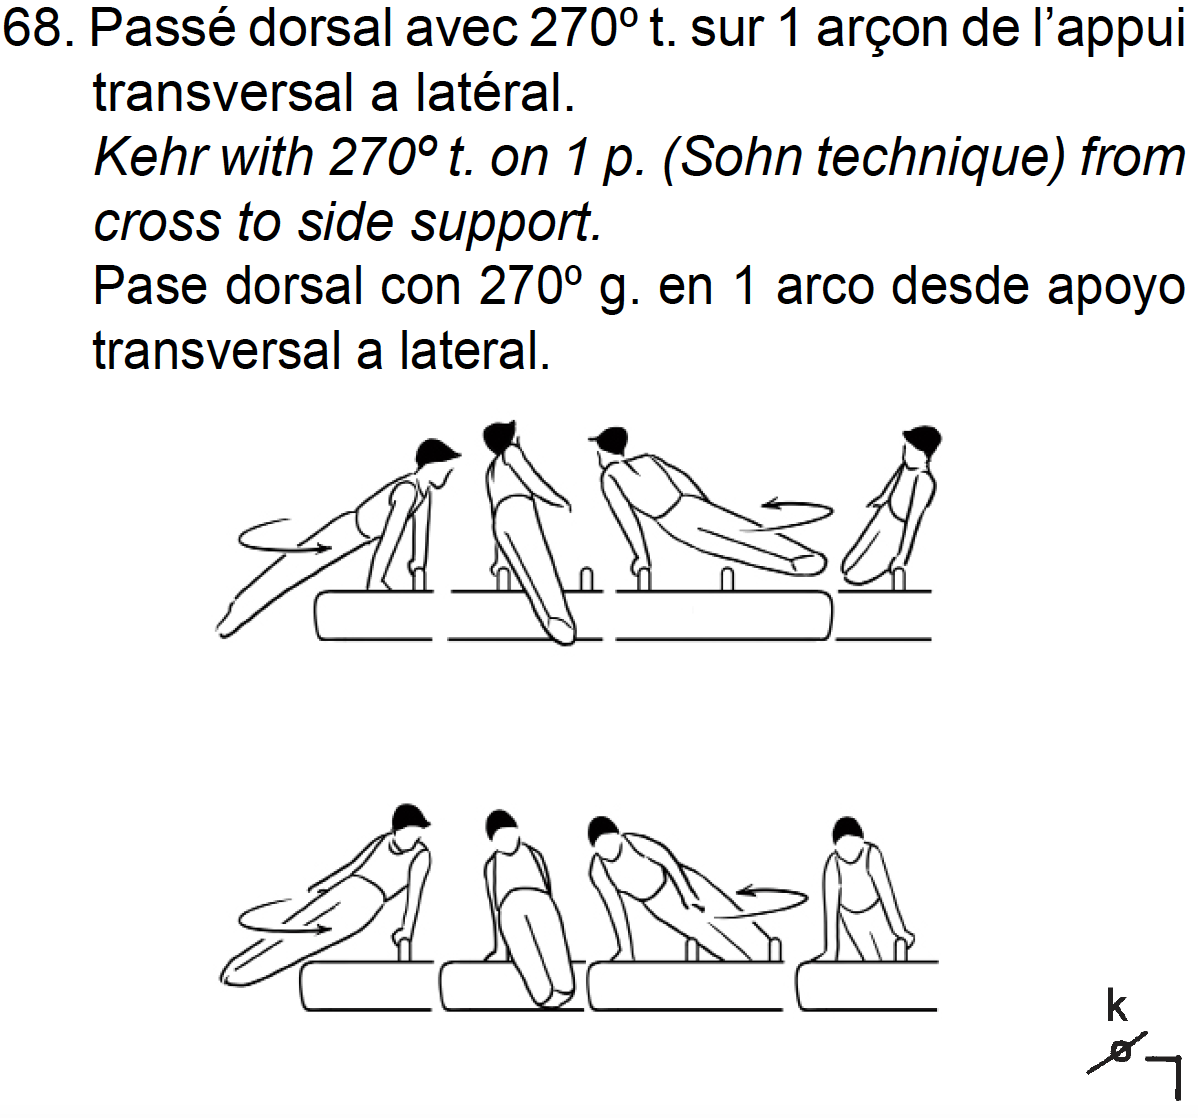 68. Passé dorsal avec 270º t. sur 1 arçon de l’appui
transversal a latéral.
Kehr with 270º t. on 1 p. (Sohn technique) from
cross to side support.
Pase dorsal con 270º g. en 1 arco desde apoyo
transversal a lateral.
k